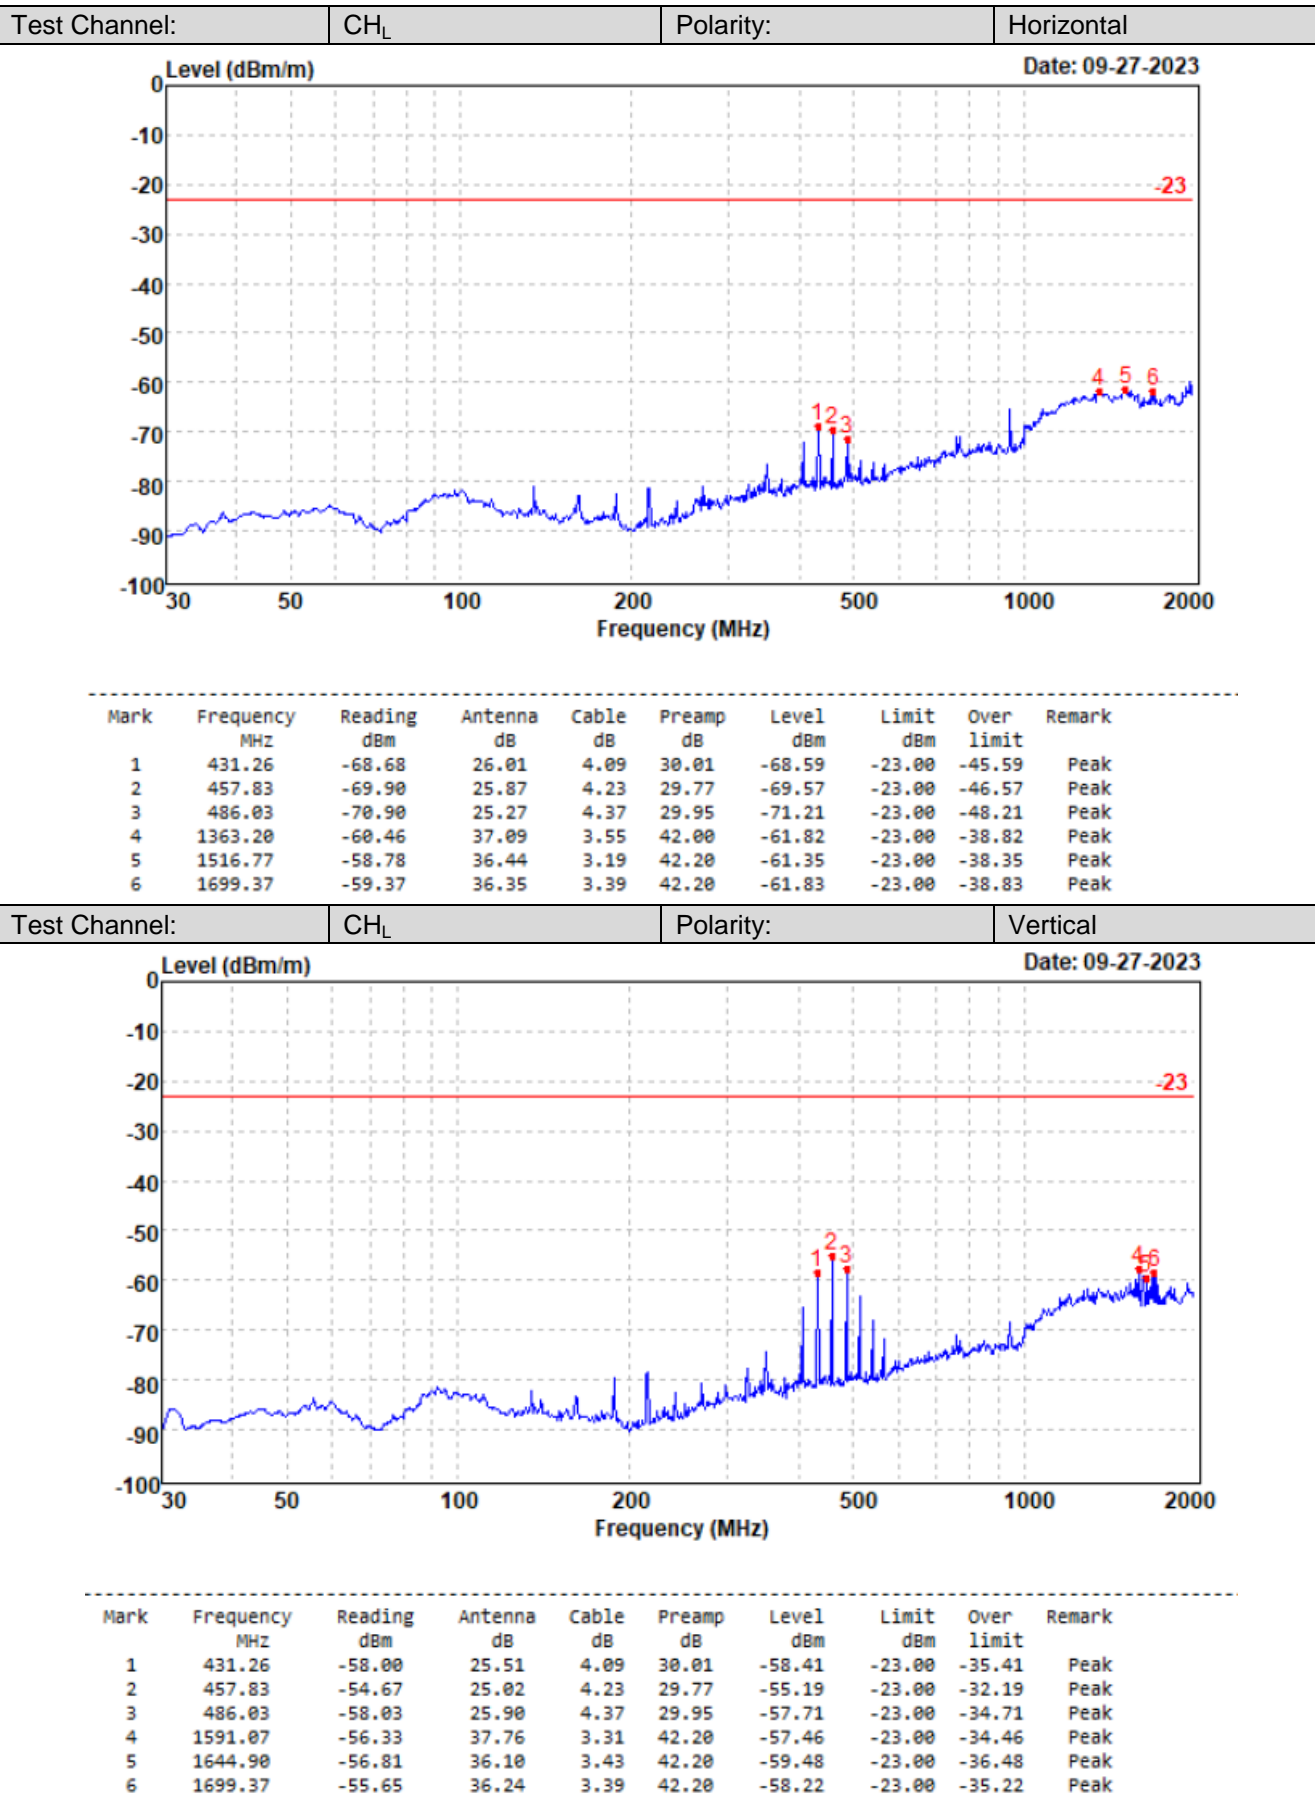 Test Channel: CHL Polarity: Horizontal
Level (dBm/m) Date: 09-27-2023
0
-10
-20
-23
-30
-40
-50
-60
-70
-80
-90
-100
4 5 6
1 2 3
30 50 100 200 500 1000 2000
Frequency (MHz)
Mark Frequency Reading Antenna Cable Preamp Level Limit Over Remark
MHz dBm dB dB dB dBm dBm limit
1 431.26 -68.68 26.01 4.09 30.01 -68.59 -23.00 -45.59 Peak
2 457.83 -69.90 25.87 4.23 29.77 -69.57 -23.00 -46.57 Peak
3 486.03 -70.90 25.27 4.37 29.95 -71.21 -23.00 -48.21 Peak
4 1363.20 -60.46 37.09 3.55 42.00 -61.82 -23.00 -38.82 Peak
5 1516.77 -58.78 36.44 3.19 42.20 -61.35 -23.00 -38.35 Peak
6 1699.37 -59.37 36.35 3.39 42.20 -61.83 -23.00 -38.83 Peak
Test Channel: CHL Polarity: Vertical
Level (dBm/m) Date: 09-27-2023
0
-10
-20
-23
-30
-40
-50
-60
-70
-80
-90
-100
1 2 3 4 5 6
30 50 100 200 500 1000 2000
Frequency (MHz)
Mark Frequency Reading Antenna Cable Preamp Level Limit Over Remark
MHz dBm dB dB dB dBm dBm limit
1 431.26 -58.00 25.51 4.09 30.01 -58.41 -23.00 -35.41 Peak
2 457.83 -54.67 25.02 4.23 29.77 -55.19 -23.00 -32.19 Peak
3 486.03 -58.03 25.90 4.37 29.95 -57.71 -23.00 -34.71 Peak
4 1591.07 -56.33 37.76 3.31 42.20 -57.46 -23.00 -34.46 Peak
5 1644.90 -56.81 36.10 3.43 42.20 -59.48 -23.00 -36.48 Peak
6 1699.37 -55.65 36.24 3.39 42.20 -58.22 -23.00 -35.22 Peak